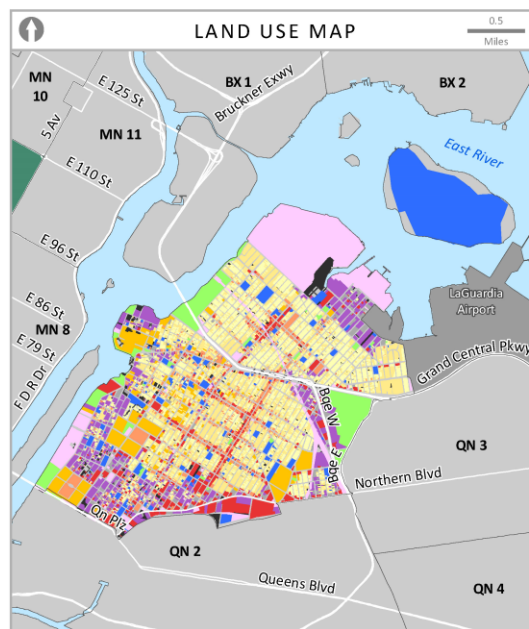 LAND USE MAP
0.5
Miles
MN
10
E 125 St
BX 1
Bruckner Exwy
BX 2
5 Av
MN 11
East River
E 110 St
E 96 St
LaGuardia
Airport
E 86 St
MN 8
E 79 St
F D R Dr
Grand Central Pkwy
Bqe W
QN 3
Bqe E
Northern Blvd
Qn Plz
QN 2
Queens Blvd
QN 4